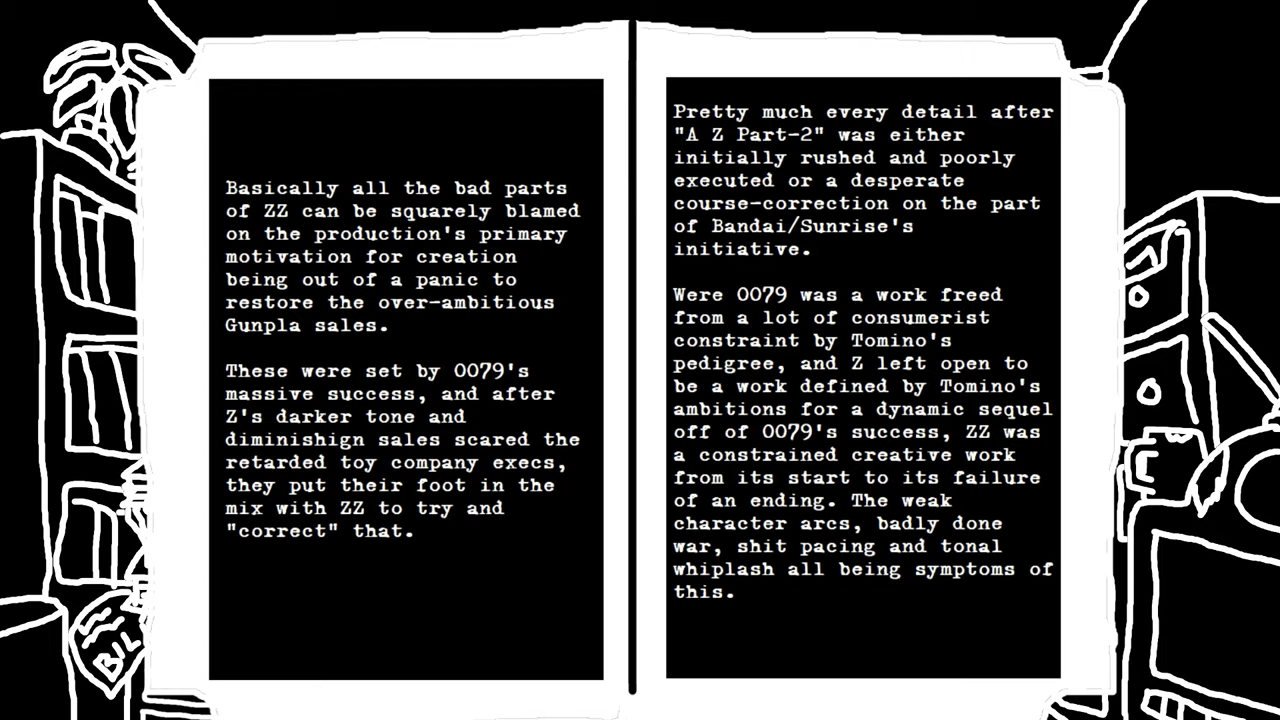 Basically all the bad parts
of ZZ can be squarely blamed
on the production's primary
motivation for creation
being out of a panic to
restore the over-ambitious
Gunpla sales.
These were set by 0079's
massive success, and after
Z's darker tone and
diminishign sales scared the
retarded toy company execs,
they put their foot in the
mix with ZZ to try and
"correct" that.
Pretty much every detail after
"A Z Part-2" was either
initially rushed and poorly
executed or a desperate
course-correction on the part
of Bandai/Sunrise's
initiative.
Were 0079 was a work freed
from a lot of consumerist
constraint by Tomino's
pedigree, and Z left open to
be a work defined by Tomino's
ambitions for a dynamic sequel
off of 0079's success, ZZ was
a constrained creative work
from its start to its failure
of an ending. The weak
character arcs, badly done
war, shit pacing and tonal
whiplash all being symptoms of
this.
BIL